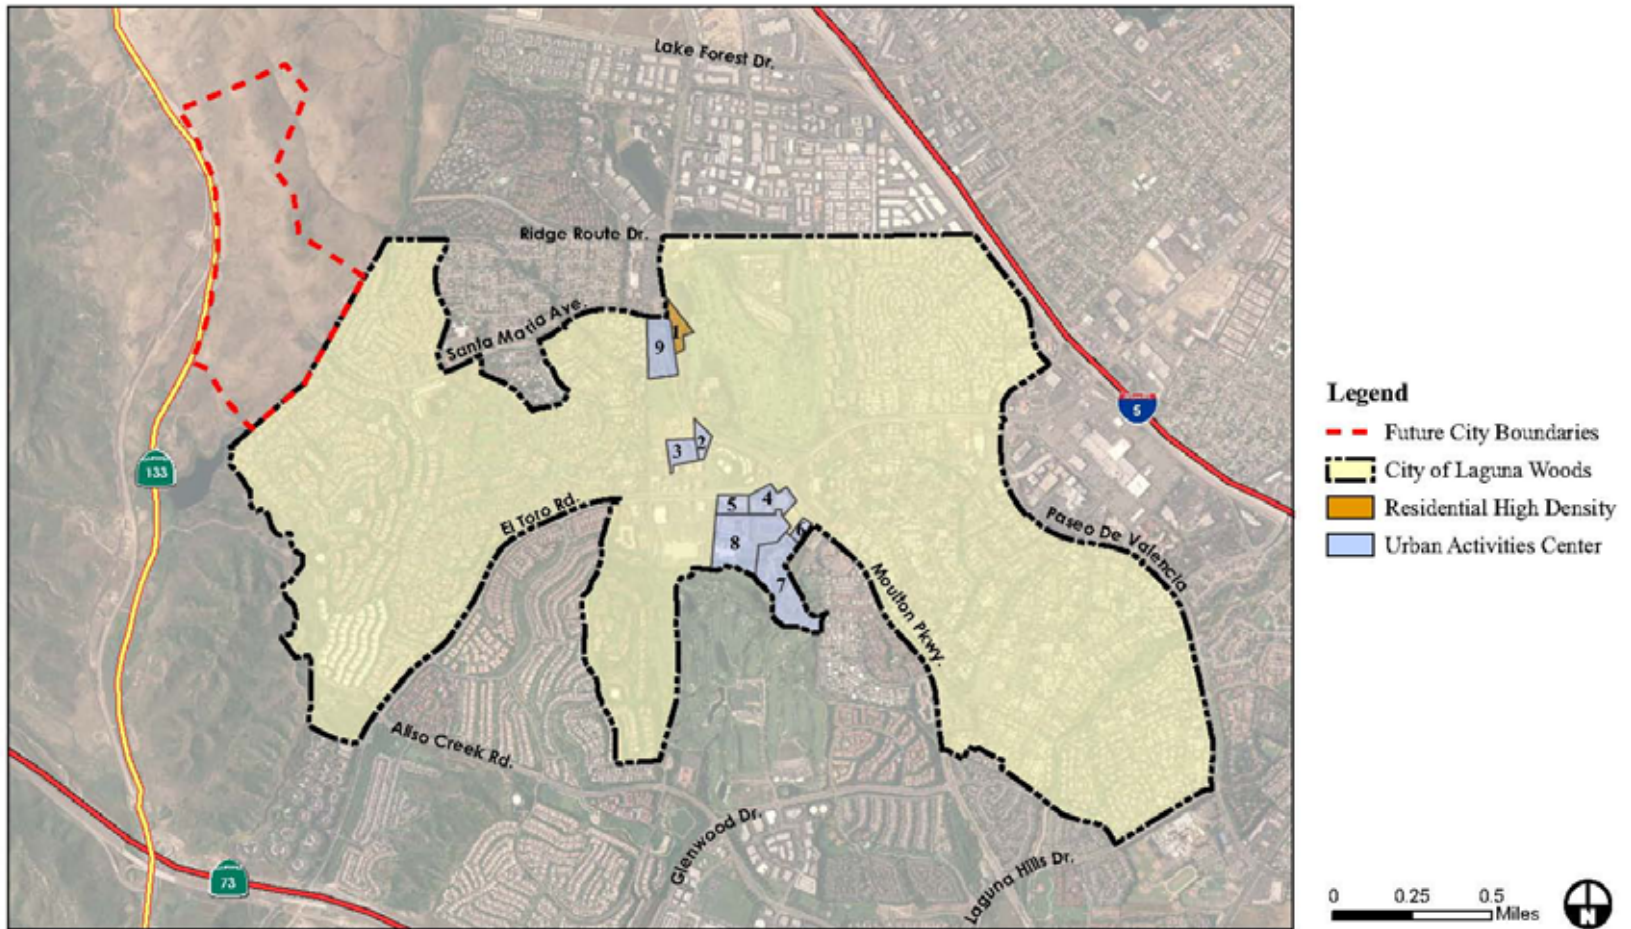 Lake Forest Dr.
Ridge Route Dr.
Santa Maria Ave.
1
9
2
3
5
4
6
8
7
El Toro Rd.
Moulton Pkwy.
Paseo De Valencia
5
133
Aliso Creek Rd.
Glenwood Dr.
Laguna Hills Dr.
73
Legend
Future City Boundaries
City of Laguna Woods
Residential High Density
Urban Activities Center
0 0.25 0.5
Miles
N